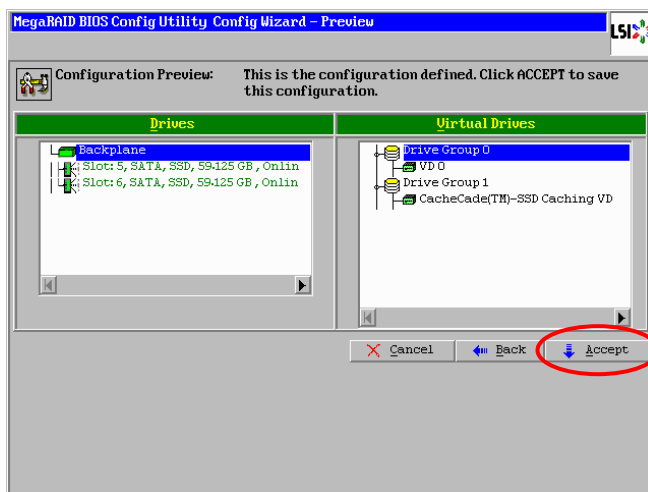 MegaRAID BIOS Config Utility Config Wizard – Preview
LSI
Configuration Preview: This is the configuration defined. Click ACCEPT to save
this configuration.
Drives
Virtual Drives
Backplane
Slot: 5, SATA, SSD, 59.125 GB , Onlin
Slot: 6, SATA, SSD, 59.125 GB , Onlin
Drive Group 0
VD 0
Drive Group 1
CacheCade(TM)-SSD Caching VD
Cancel
Back
Accept